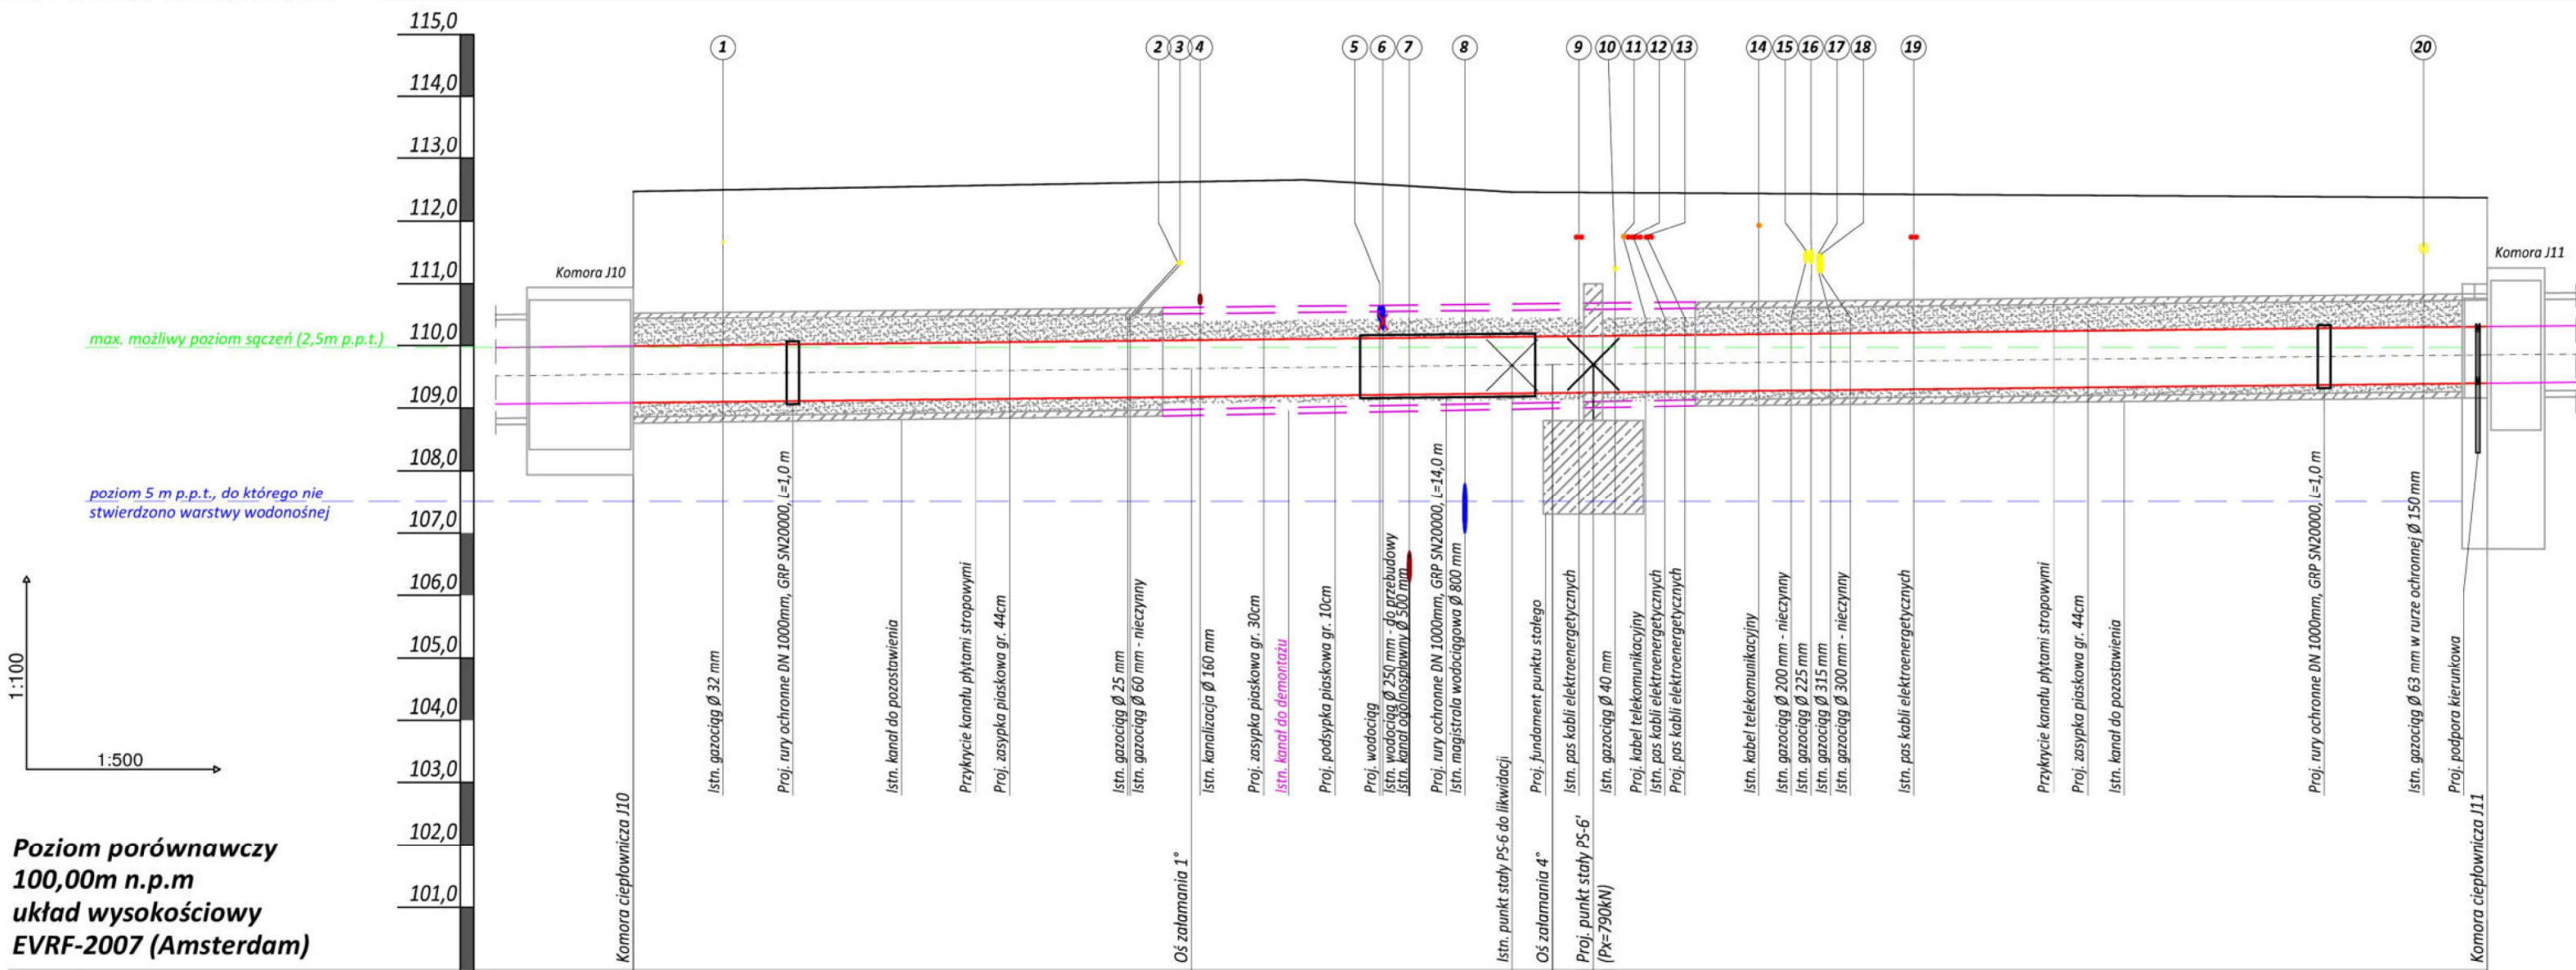 115,0
114,0
113,0
112,0
111,0
110,0
109,0
108,0
107,0
106,0
105,0
104,0
103,0
102,0
101,0
1
2
3
4
5
6
7
8
9
10
11
12
13
14
15
16
17
18
19
20
Komora J10
Komora J11
max. możliwy poziom sączeń (2,5m p.p.t.)
poziom 5 m p.p.t., do którego nie
stwierdzono warstwy wodonośnej
1:100
1:500
Poziom porównawczy
100,00m n.p.m
układ wysokościowy
EVRF-2007 (Amsterdam)
Komora ciepłownicza J10
Istn. gazociąg Ø 32 mm
Proj. rury ochronne DN 1000mm, GRP SN20000, L=1,0 m
Istn. kanał do pozostawienia
Przykrycie kanału płytami stropowymi
Proj. zasypka piaskowa gr. 44cm
Istn. gazociąg Ø 25 mm
Istn. gazociąg Ø 60 mm - nieczynny
Oś załamania 1°
Istn. kanalizacja Ø 160 mm
Proj. zasypka piaskowa gr. 30cm
Istn. kanał do demontażu
Proj. podsypka piaskowa gr. 10cm
Proj. wodociąg
Istn. wodociąg Ø 250 mm - do przebudowy
Istn. kanał ogólnospławny Ø 500 mm
Proj. rury ochronne DN 1000mm, GRP SN20000, L=14,0 m
Istn. magistrala wodociągowa Ø 800 mm
Istn. punkt stały PS-6 do likwidacji
Proj. fundament punktu stałego
Oś załamania 4°
Istn. pas kabli elektroenergetycznych
Proj. punkt stały PS-6'
(Px=790kN)
Istn. gazociąg Ø 40 mm
Proj. kabel telekomunikacyjny
Istn. pas kabli elektroenergetycznych
Proj. pas kabli elektroenergetycznych
Istn. kabel telekomunikacyjny
Istn. gazociąg Ø 200 mm - nieczynny
Istn. gazociąg Ø 225 mm
Istn. gazociąg Ø 315 mm
Istn. gazociąg Ø 300 mm - nieczynny
Istn. pas kabli elektroenergetycznych
Przykrycie kanału płytami stropowymi
Proj. zasypka piaskowa gr. 44cm
Istn. kanał do pozostawienia
Proj. rury ochronne DN 1000mm, GRP SN20000, L=1,0 m
Istn. gazociąg Ø 63 mm w rurze ochronnej Ø 150 mm
Proj. podpora kierunkowa
Komora ciepłownicza J11